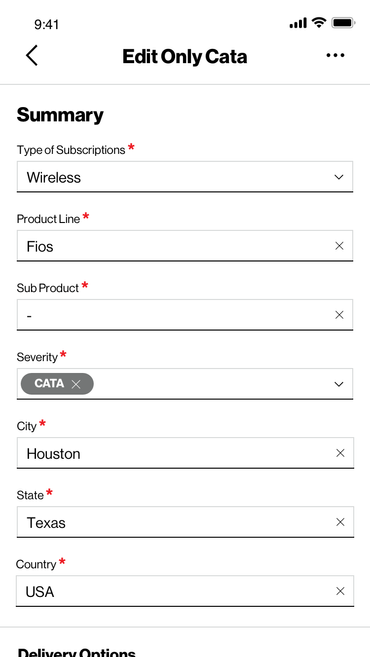 9:41
Edit Only Cata
Summary
Type of Subscriptions *
Wireless
Product Line *
Fios
Sub Product *
-
Severity *
CATA
City *
Houston
State *
Texas
Country *
USA
Delivery Options